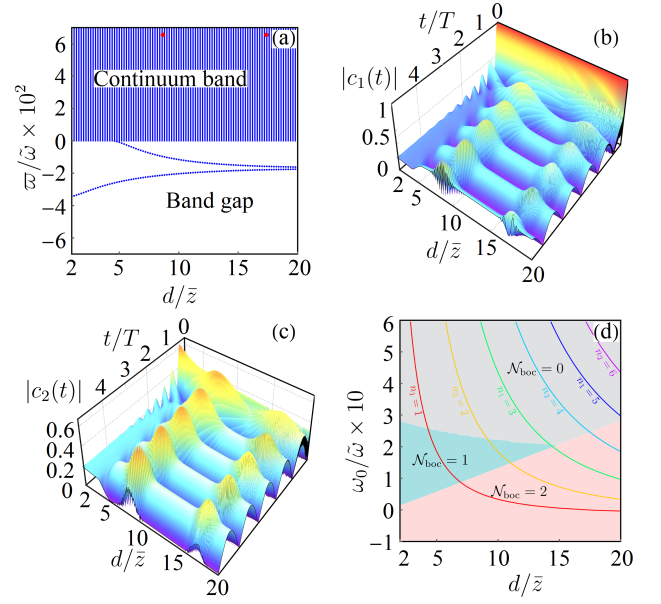 (a)
6
4
2
0
−2
−4
−6
ϖ/ω̃ × 10²
Continuum band
Band gap
2
5
10
15
20
d/z̄
(b)
t/T
1
2
3
4
|c₁(t)|
1
0.5
0
2
5
10
15
20
d/z̄
(c)
t/T
0
1
2
3
4
|c₂(t)|
0.6
0.4
0.2
0
2
5
10
15
20
d/z̄
(d)
6
5
4
3
2
1
0
−1
ω₀/ω̃ × 10
𝒩boc = 0
𝒩boc = 1
𝒩boc = 2
n₁ = 1
n₂ = 2
n₁ = 3
n₂ = 4
n₁ = 5
n₂ = 6
2
5
10
15
20
d/z̄